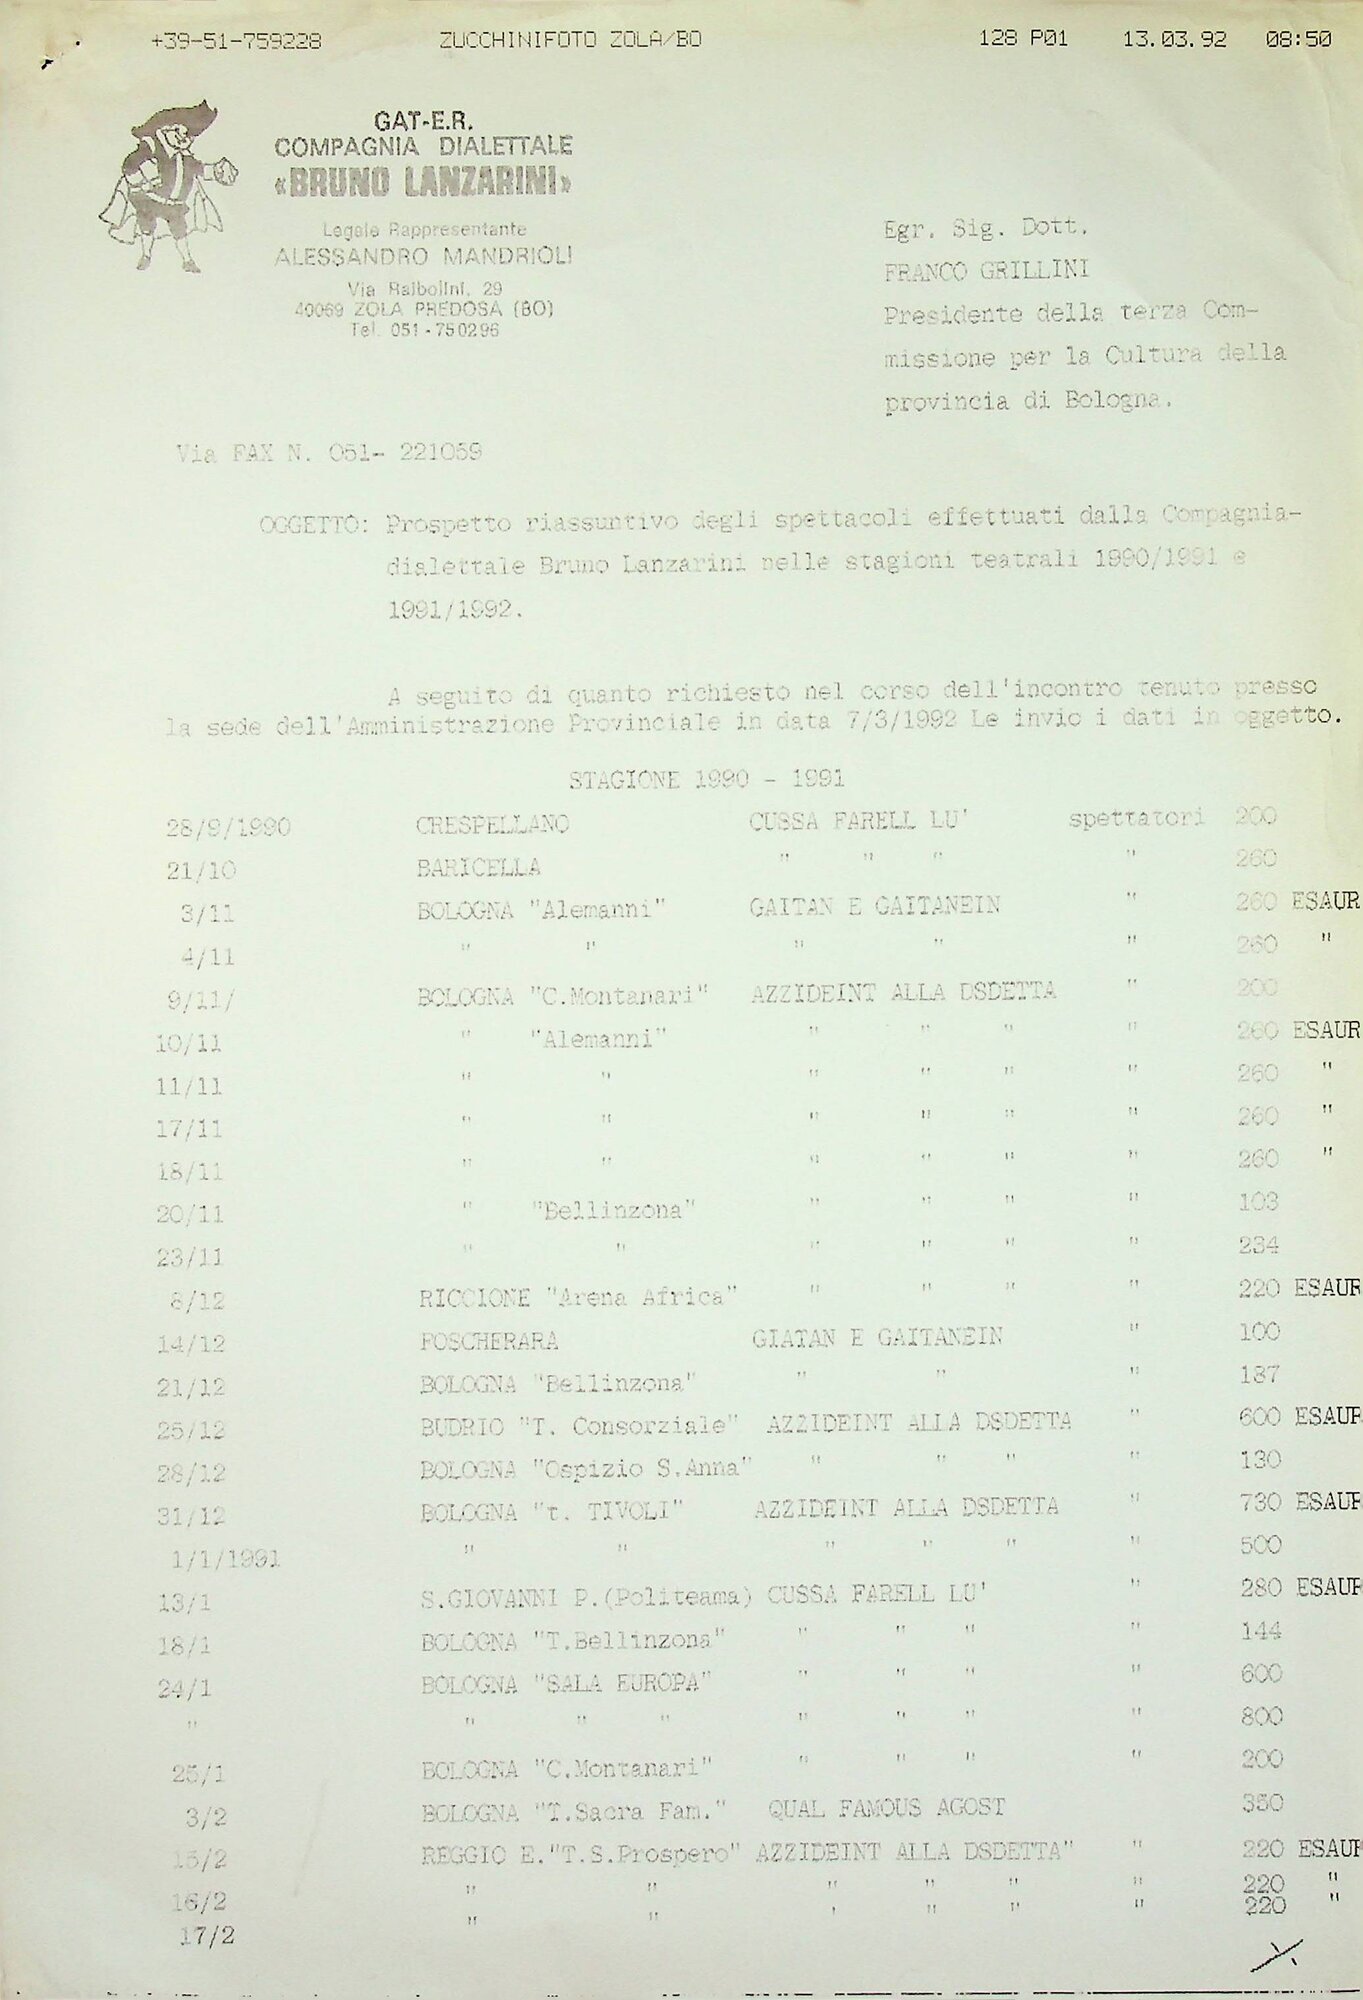 +39-51-759228 ZUCCHINIFOTO ZOLA/BO 128 P01 13.03.92 08:50
GAT-E.R.
COMPAGNIA DIALETTALE
«BRUNO LANZARINI»
Legale Rappresentante
ALESSANDRO MANDRIOLI
Via Raibolini, 29
40069 ZOLA PREDOSA (BO)
Tel. 051-750296
Egr. Sig. Dott.
FRANCO GRILLINI
Presidente della terza Com-
missione per la Cultura della
provincia di Bologna.
Via FAX N. 051- 221059
OGGETTO: Prospetto riassuntivo degli spettacoli effettuati dalla Compagnia-
dialettale Bruno Lanzarini nelle stagioni teatrali 1990/1991 e
1991/1992.
A seguito di quanto richiesto nel corso dell'incontro tenuto presso
la sede dell'Amministrazione Provinciale in data 7/3/1992 Le invio i dati in oggetto.
STAGIONE 1990 - 1991
28/9/1990 CRESPELLANO CUSSA FARELL LU' spettatori 200
21/10 BARICELLA " " " " 260
3/11 BOLOGNA "Alemanni" GAITAN E GAITANEIN " 260 ESAUR
4/11 " " " " " 260 "
9/11/ BOLOGNA "C.Montanari" AZZIDEINT ALLA DSDETTA " 200
10/11 " "Alemanni" " " " " 260 ESAUR
11/11 " " " " " " 260 "
17/11 " " " " " " 260 "
18/11 " " " " " " 260 "
20/11 " "Bellinzona" " " " " 103
23/11 " " " " " " 234
8/12 RICCIONE "Arena Africa" " " " " 220 ESAUR
14/12 FOSCHERARA GIATAN E GAITANEIN " 100
21/12 BOLOGNA "Bellinzona" " " " 187
25/12 BUDRIO "T. Consorziale" AZZIDEINT ALLA DSDETTA " 600 ESAUR
28/12 BOLOGNA "Ospizio S.Anna" " " " 130
31/12 BOLOGNA "t. TIVOLI" AZZIDEINT ALLA DSDETTA " 730 ESAUR
1/1/1991 " " " " " " 500
13/1 S.GIOVANNI P.(Politeama) CUSSA FARELL LU' " 280 ESAUR
18/1 BOLOGNA "T.Bellinzona" " " " " 144
24/1 BOLOGNA "SALA EUROPA" " " " " 600
" " " " " " " " 800
25/1 BOLOGNA "C.Montanari" " " " " 200
3/2 BOLOGNA "T.Sacra Fam." QUAL FAMOUS AGOST 350
15/2 REGGIO E."T.S.Prospero" AZZIDEINT ALLA DSDETTA" " 220 ESAUR
16/2 " " " " " " 220 "
17/2 " " ' " " " 220 "